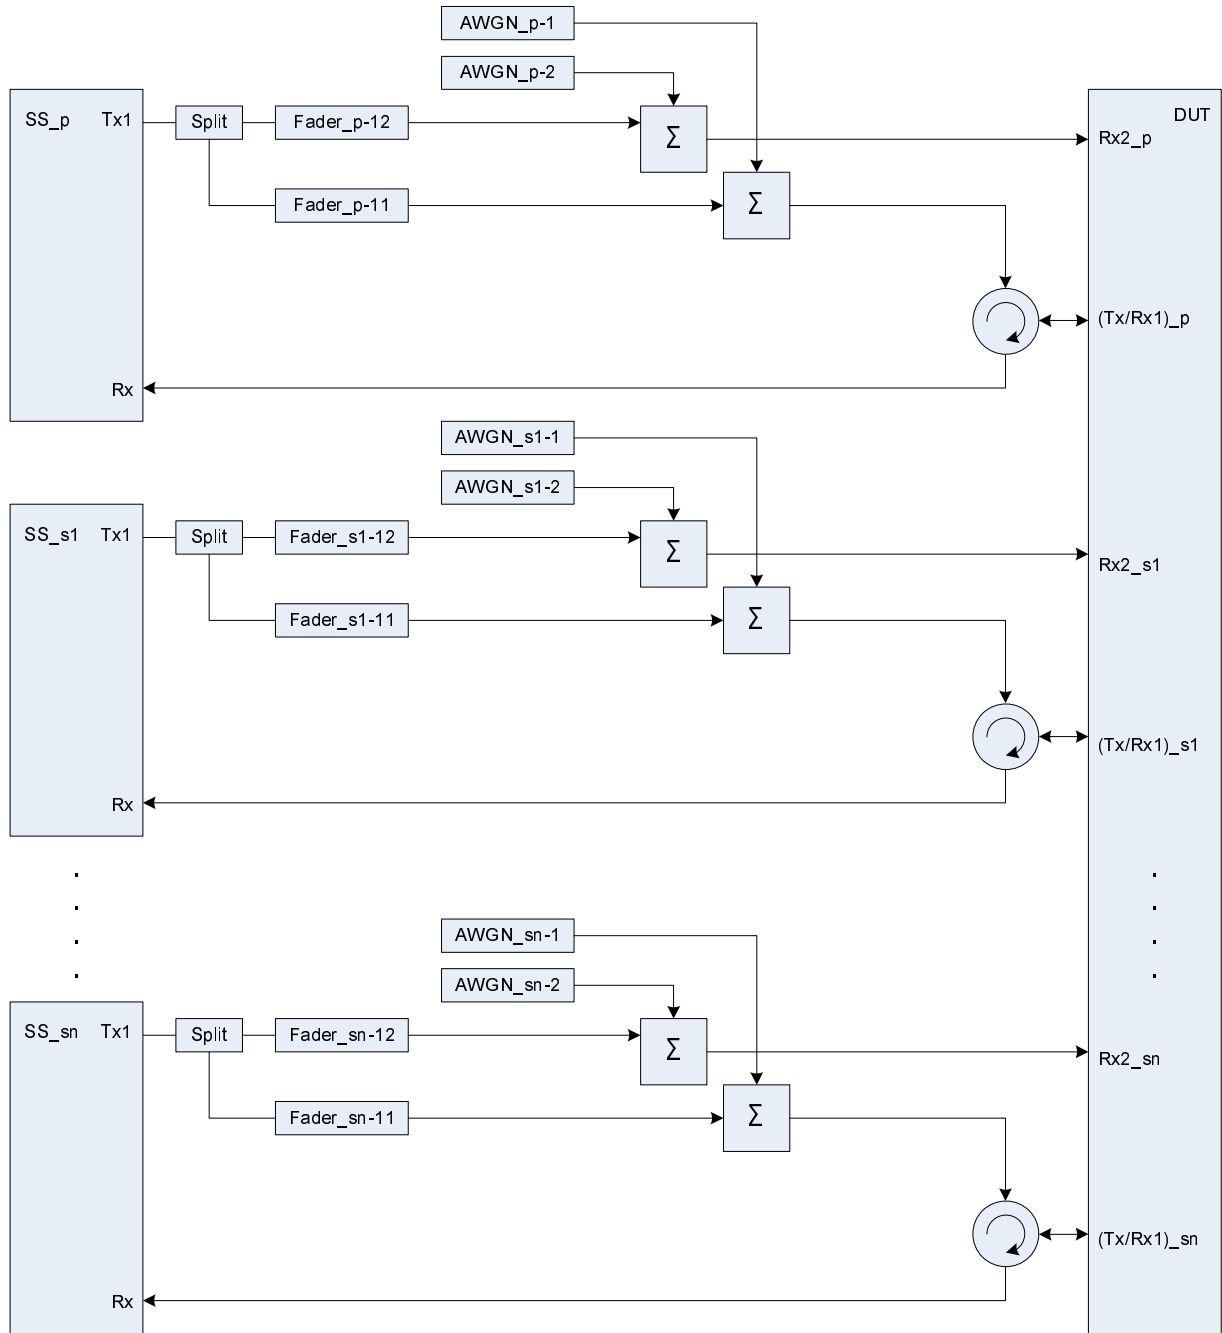 AWGN_p-1
AWGN_p-2
SS_p Tx1 Split Fader_p-12 Σ DUT
Rx2_p
Fader_p-11 Σ
(Tx/Rx1)_p
Rx
AWGN_s1-1
AWGN_s1-2
SS_s1 Tx1 Split Fader_s1-12 Σ
Rx2_s1
Fader_s1-11 Σ
(Tx/Rx1)_s1
Rx
AWGN_sn-1
AWGN_sn-2
SS_sn Tx1 Split Fader_sn-12 Σ
Rx2_sn
Fader_sn-11 Σ
(Tx/Rx1)_sn
Rx